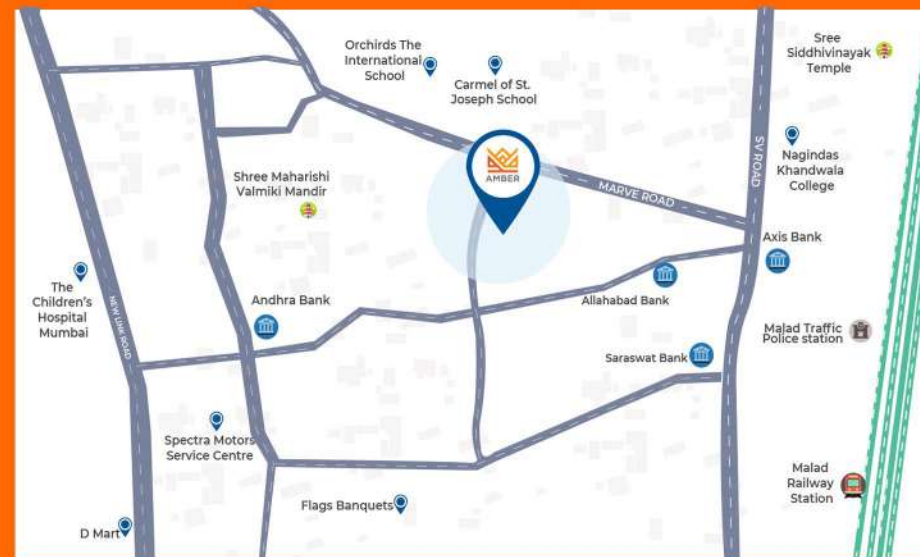 Orchirds The
International
School
Carmel of St.
Joseph School
Sree
Siddhivinayak
Temple
SV ROAD
Nagindas
Khandwala
College
AMBER
MARVE ROAD
Shree Maharishi
Valmiki Mandir
Axis Bank
The
Children's
Hospital
Mumbai
NEW LINK ROAD
Andhra Bank
Allahabad Bank
Malad Traffic
Police station
Saraswat Bank
Spectra Motors
Service Centre
Malad
Railway
Station
Flags Banquets
D Mart